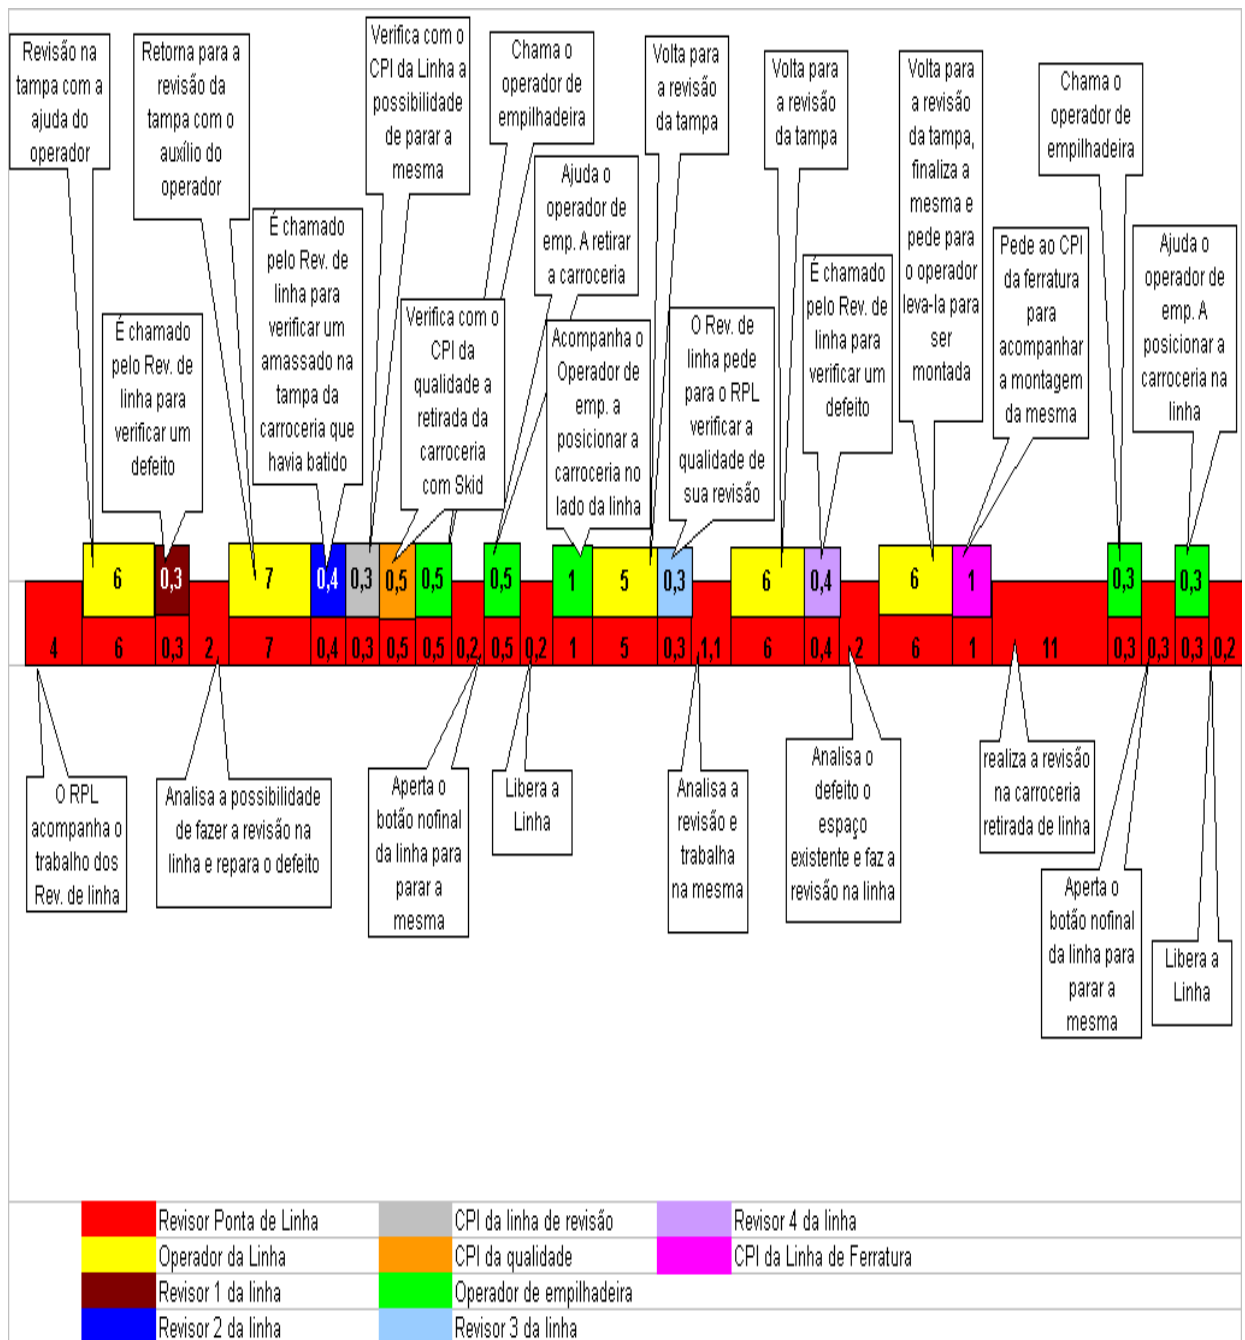 Revisão na
tampa com a
ajuda do
operador
Retorna para a
revisão da
tampa com o
auxílio do
operador
Verifica com o
CPI da Linha a
possibilidade
de parar a
mesma
Chama o
operador de
empilhadeira
Volta para
a revisão
da tampa
Volta para
a revisão
da tampa
Volta para
a revisão
da tampa,
finaliza a
mesma e
pede para
o operador
leva-la para
ser
montada
Chama o
operador de
empilhadeira
É chamado
pelo Rev. de
linha para
verificar um
defeito
É chamado
pelo Rev. de
linha para
verificar um
amassado na
tampa da
carroceria que
havia batido
Verifica com o
CPI da
qualidade a
retirada da
carroceria
com Skid
Ajuda o
operador de
emp. A retirar
a carroceria
Acompanha o
Operador de
emp. a
posicionar a
carroceria no
lado da linha
O Rev. de
linha pede
para o RPL
verificar a
qualidade de
sua revisão
É chamado
pelo Rev. de
linha para
verificar um
defeito
Pede ao CPI
da ferratura
para
acompanhar
a montagem
da mesma
Ajuda o
operador de
emp. A
posicionar a
carroceria na
linha
6 0,3 7 0,4 0,3 0,5 0,5 0,5 1 5 0,3 6 0,4 6 1 0,3 0,3
4 6 0,3 2 7 0,4 0,3 0,5 0,5 0,2 0,5 0,2 1 5 0,3 1,1 6 0,4 2 6 1 11 0,3 0,3 0,3 0,2
O RPL
acompanha o
trabalho dos
Rev. de linha
Analisa a possibilidade
de fazer a revisão na
linha e repara o defeito
Aperta o
botão nofinal
da linha para
parar a
mesma
Libera a
Linha
Analisa a
revisão e
trabalha
na mesma
Analisa o
defeito o
espaço
existente e faz a
revisão na linha
realiza a revisão
na carroceria
retirada de linha
Aperta o
botão nofinal
da linha para
parar a
mesma
Libera a
Linha
Revisor Ponta de Linha
Operador da Linha
Revisor 1 da linha
Revisor 2 da linha
CPI da linha de revisão
CPI da qualidade
Operador de empilhadeira
Revisor 3 da linha
Revisor 4 da linha
CPI da Linha de Ferratura